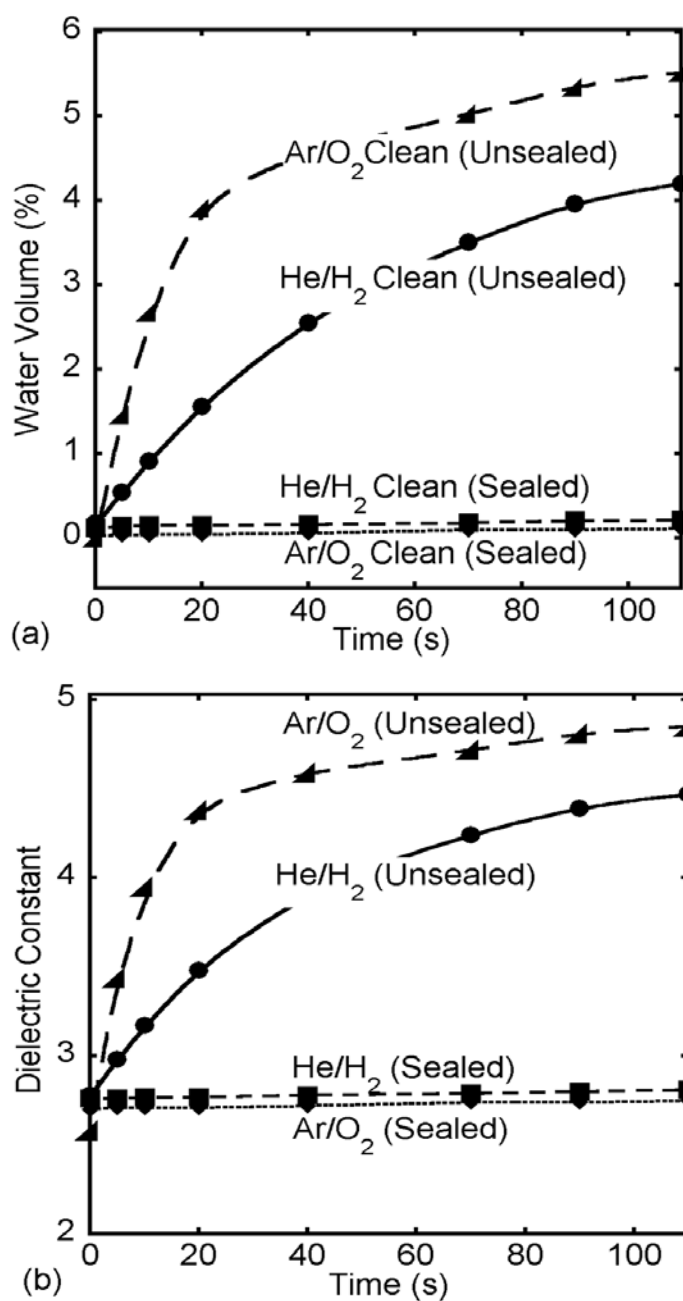 6
5
4
3
2
1
0
Water Volume (%)
Ar/O2 Clean (Unsealed)
He/H2 Clean (Unsealed)
He/H2 Clean (Sealed)
Ar/O2 Clean (Sealed)
0 20 40 60 80 100
(a) Time (s)
5
4
3
2
Dielectric Constant
Ar/O2 (Unsealed)
He/H2 (Unsealed)
He/H2 (Sealed)
Ar/O2 (Sealed)
0 20 40 60 80 100
(b) Time (s)